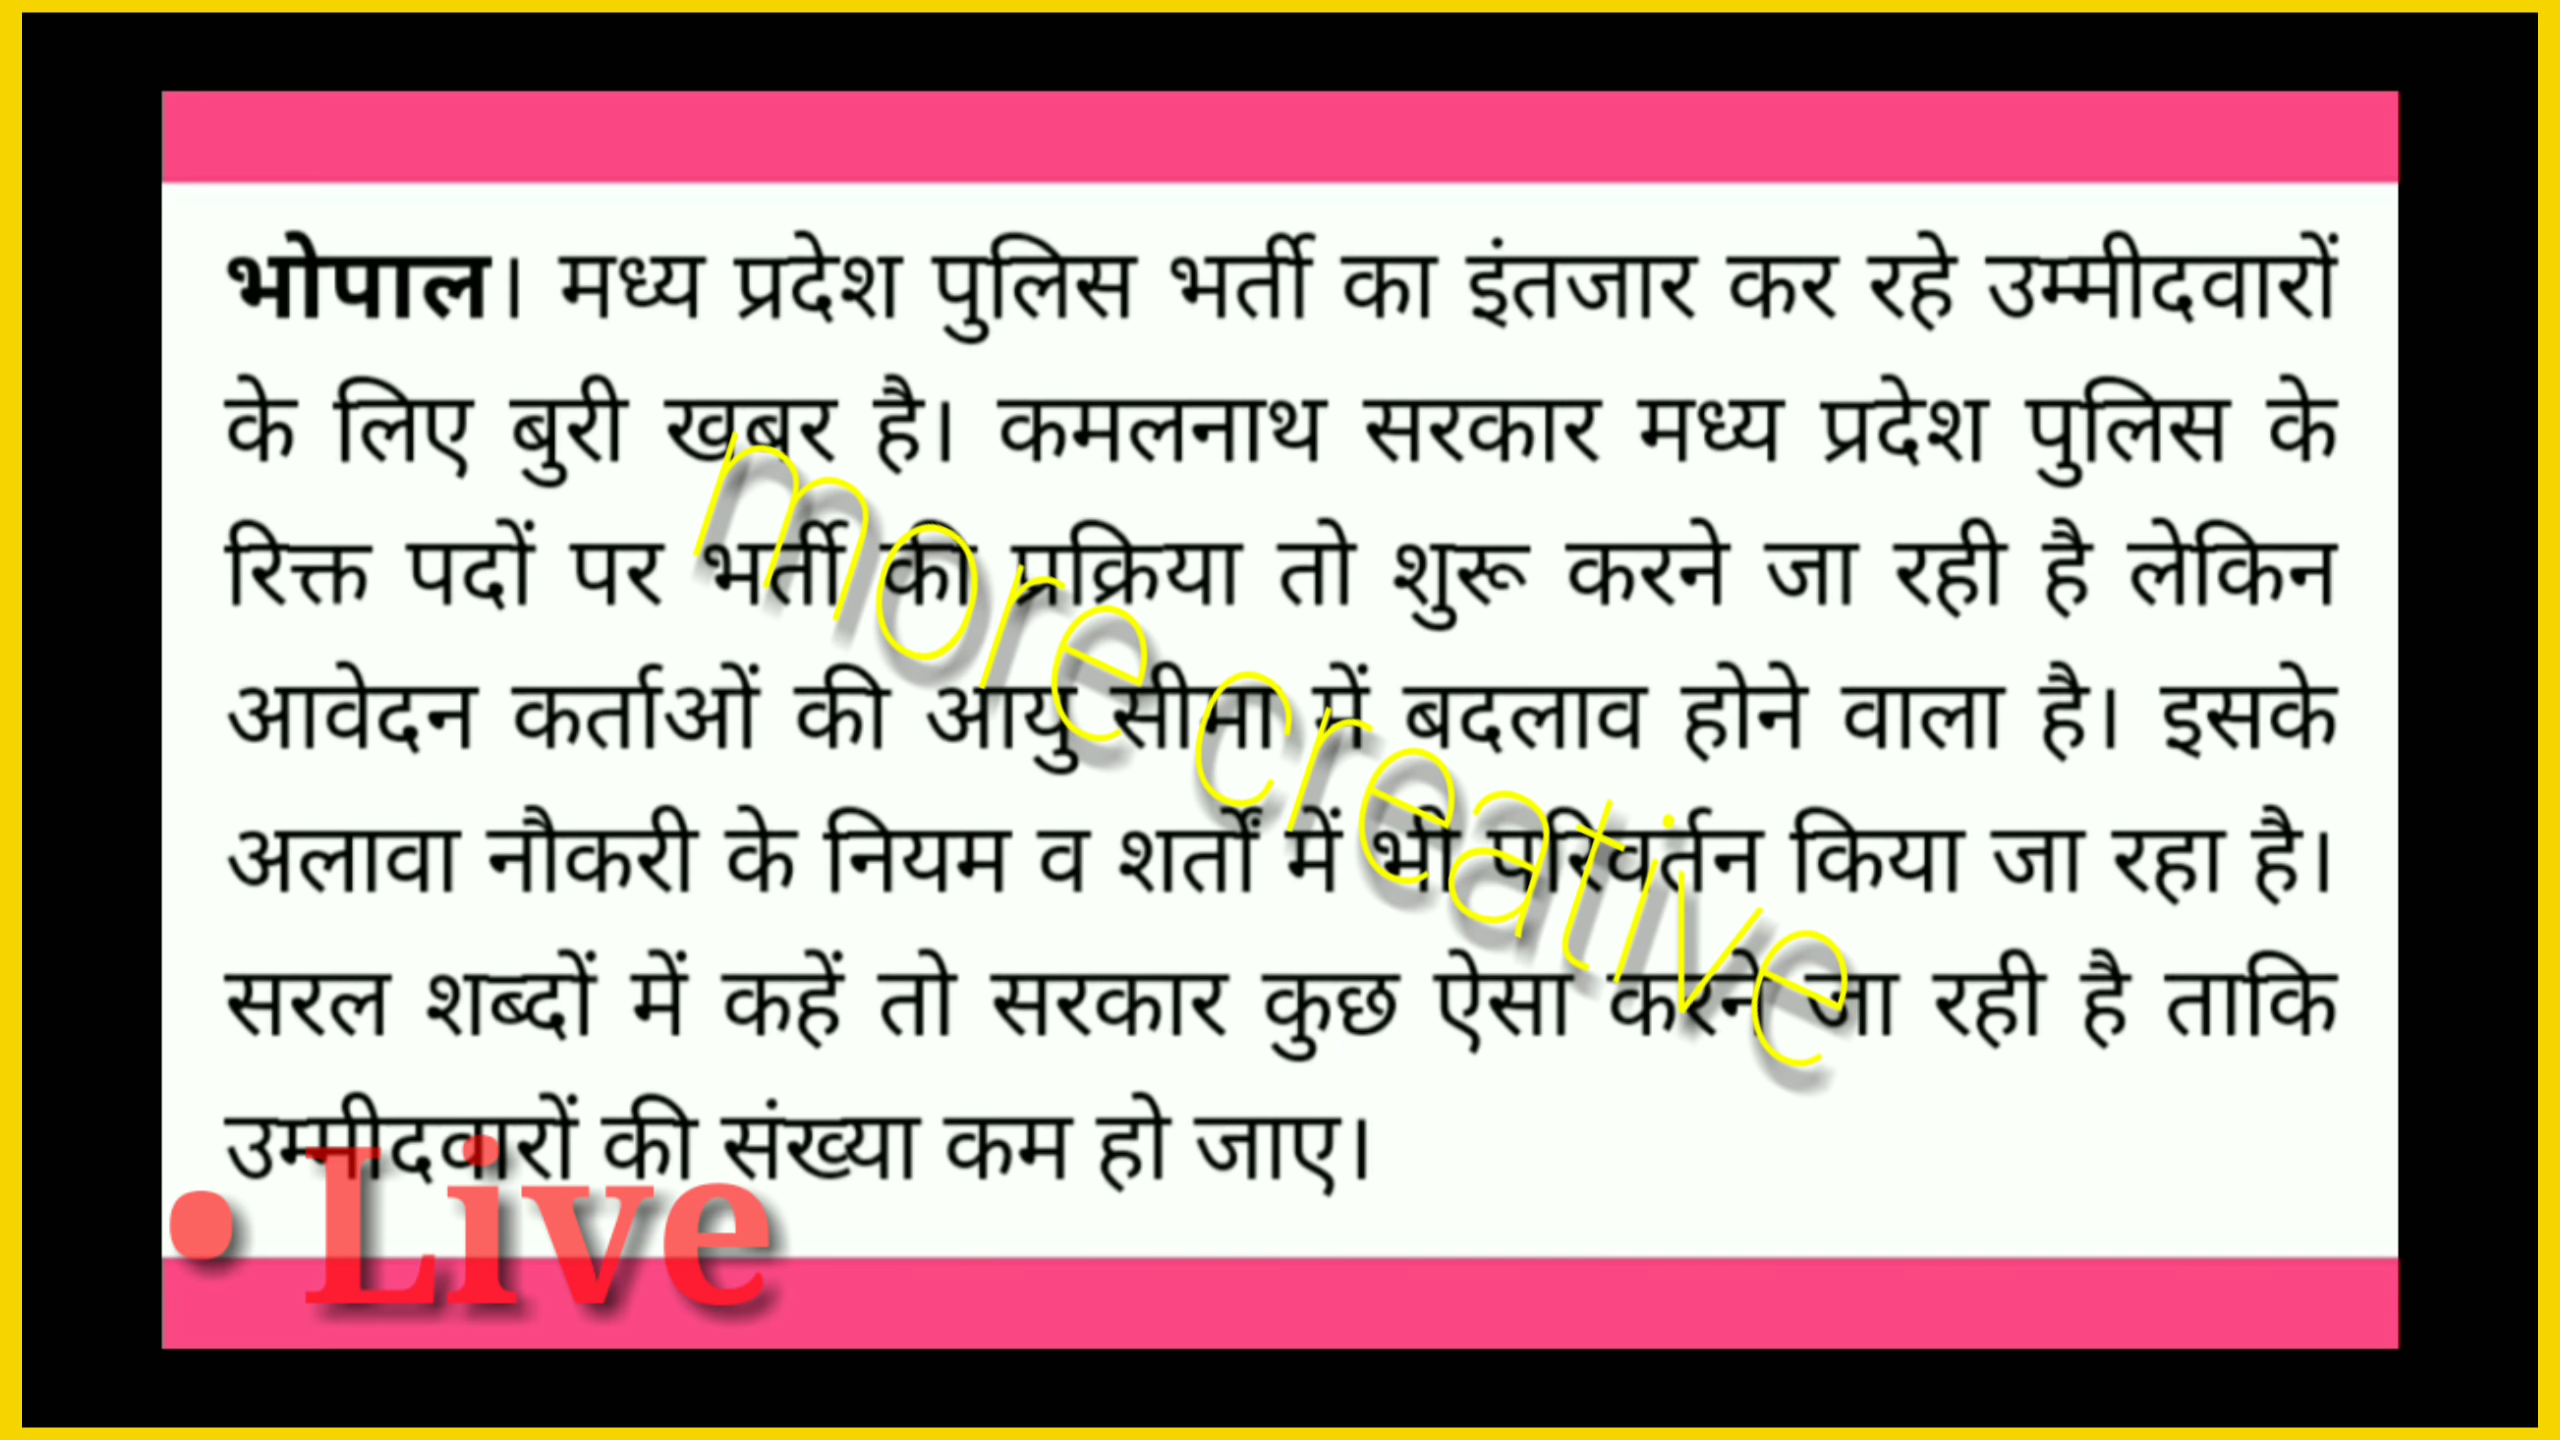 भोपाल। मध्य प्रदेश पुलिस भर्ती का इंतजार कर रहे उम्मीदवारों
के लिए बुरी खबर है। कमलनाथ सरकार मध्य प्रदेश पुलिस के
रिक्त पदों पर भर्ती की प्रक्रिया तो शुरू करने जा रही है लेकिन
आवेदन कर्ताओं की आयु सीमा में बदलाव होने वाला है। इसके
अलावा नौकरी के नियम व शर्तों में भी परिवर्तन किया जा रहा है।
सरल शब्दों में कहें तो सरकार कुछ ऐसा करने जा रही है ताकि
उम्मीदवारों की संख्या कम हो जाए।
more creative
• Live